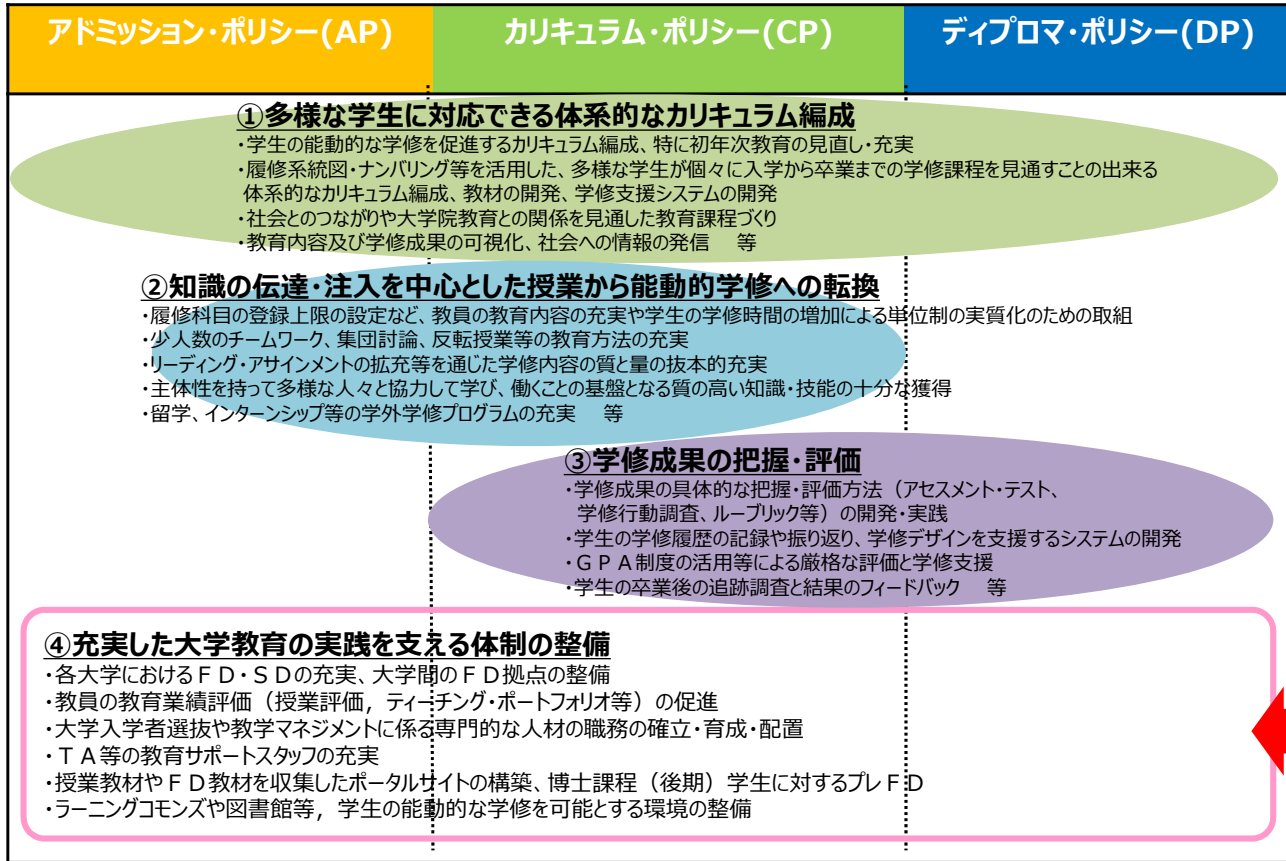 アドミッション・ポリシー(AP)
カリキュラム・ポリシー(CP)
ディプロマ・ポリシー(DP)
①多様な学生に対応できる体系的なカリキュラム編成
・学生の能動的な学修を促進するカリキュラム編成、特に初年次教育の見直し・充実
・履修系統図・ナンバリング等を活用した、多様な学生が個々に入学から卒業までの学修課程を見通すことの出来る
体系的なカリキュラム編成、教材の開発、学修支援システムの開発
・社会とのつながりや大学院教育との関係を見通した教育課程づくり
・教育内容及び学修成果の可視化、社会への情報の発信　等
②知識の伝達・注入を中心とした授業から能動的学修への転換
・履修科目の登録上限の設定など、教員の教育内容の充実や学生の学修時間の増加による単位制の実質化のための取組
・少人数のチームワーク、集団討論、反転授業等の教育方法の充実
・リーディング・アサインメントの拡充等を通じた学修内容の質と量の抜本的充実
・主体性を持って多様な人々と協力して学び、働くことの基盤となる質の高い知識・技能の十分な獲得
・留学、インターンシップ等の学外学修プログラムの充実　等
③学修成果の把握・評価
・学修成果の具体的な把握・評価方法（アセスメント・テスト、
学修行動調査、ルーブリック等）の開発・実践
・学生の学修履歴の記録や振り返り、学修デザインを支援するシステムの開発
・ＧＰＡ制度の活用等による厳格な評価と学修支援
・学生の卒業後の追跡調査と結果のフィードバック　等
④充実した大学教育の実践を支える体制の整備
・各大学におけるＦＤ・ＳＤの充実、大学間のＦＤ拠点の整備
・教員の教育業績評価（授業評価，ティーチング・ポートフォリオ等）の促進
・大学入学者選抜や教学マネジメントに係る専門的な人材の職務の確立・育成・配置
・ＴＡ等の教育サポートスタッフの充実
・授業教材やＦＤ教材を収集したポータルサイトの構築、博士課程（後期）学生に対するプレＦＤ
・ラーニングコモンズや図書館等，学生の能動的な学修を可能とする環境の整備